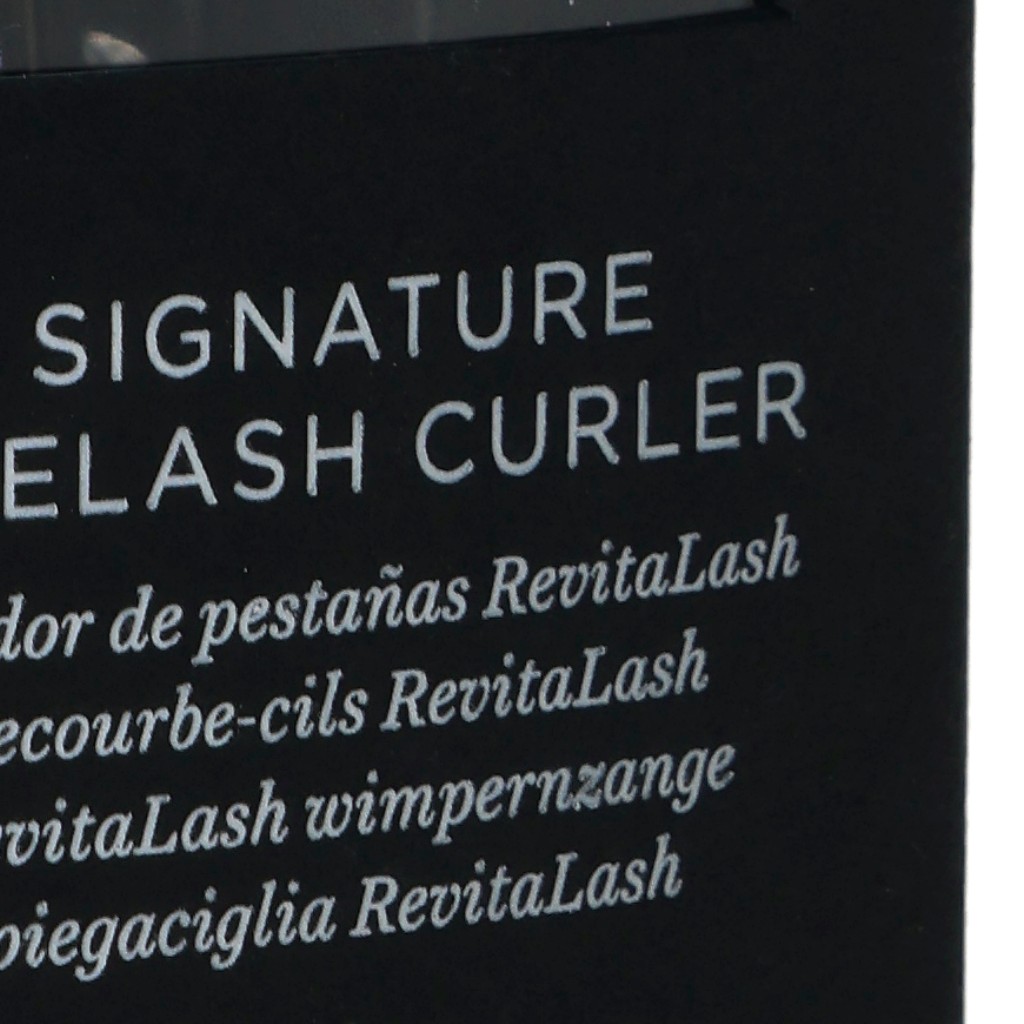 SIGNATURE
ELASH CURLER
dor de pestañas RevitaLash
ecourbe-cils RevitaLash
vitaLash wimpernzange
piegaciglia RevitaLash